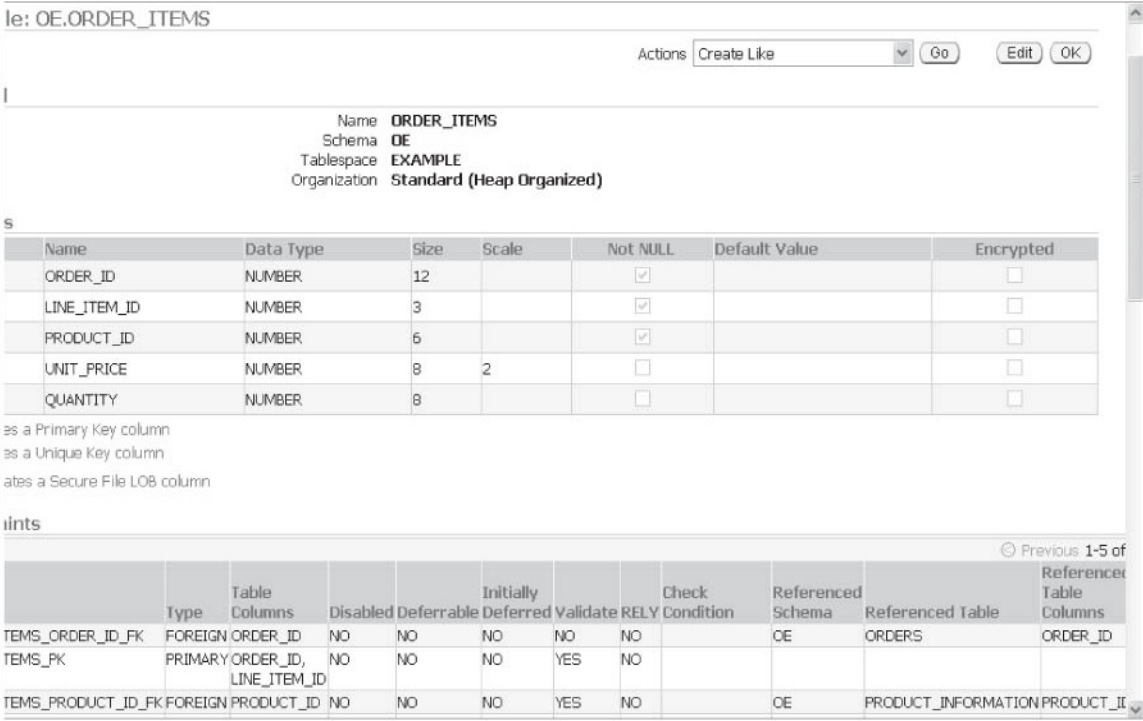 le: OE.ORDER_ITEMS
Actions Create Like Go Edit OK
Name ORDER_ITEMS
Schema OE
Tablespace EXAMPLE
Organization Standard (Heap Organized)
s
Name Data Type Size Scale Not NULL Default Value Encrypted
ORDER_ID NUMBER 12
LINE_ITEM_ID NUMBER 3
PRODUCT_ID NUMBER 6
UNIT_PRICE NUMBER 8 2
QUANTITY NUMBER 8
es a Primary Key column
es a Unique Key column
ates a Secure File LOB column
aints
Previous 1-5 of
Type Table Columns Disabled Deferrable Initially Deferred Validate RELY Check Condition Referenced Schema Referenced Table Referenced Table Columns
TEMS_ORDER_ID_FK FOREIGN ORDER_ID NO NO NO NO NO OE ORDERS ORDER_ID
TEMS_PK PRIMARY ORDER_ID, NO NO NO YES NO
LINE_ITEM_ID
TEMS_PRODUCT_ID_FK FOREIGN PRODUCT_ID NO NO NO YES NO OE PRODUCT_INFORMATION PRODUCT_I